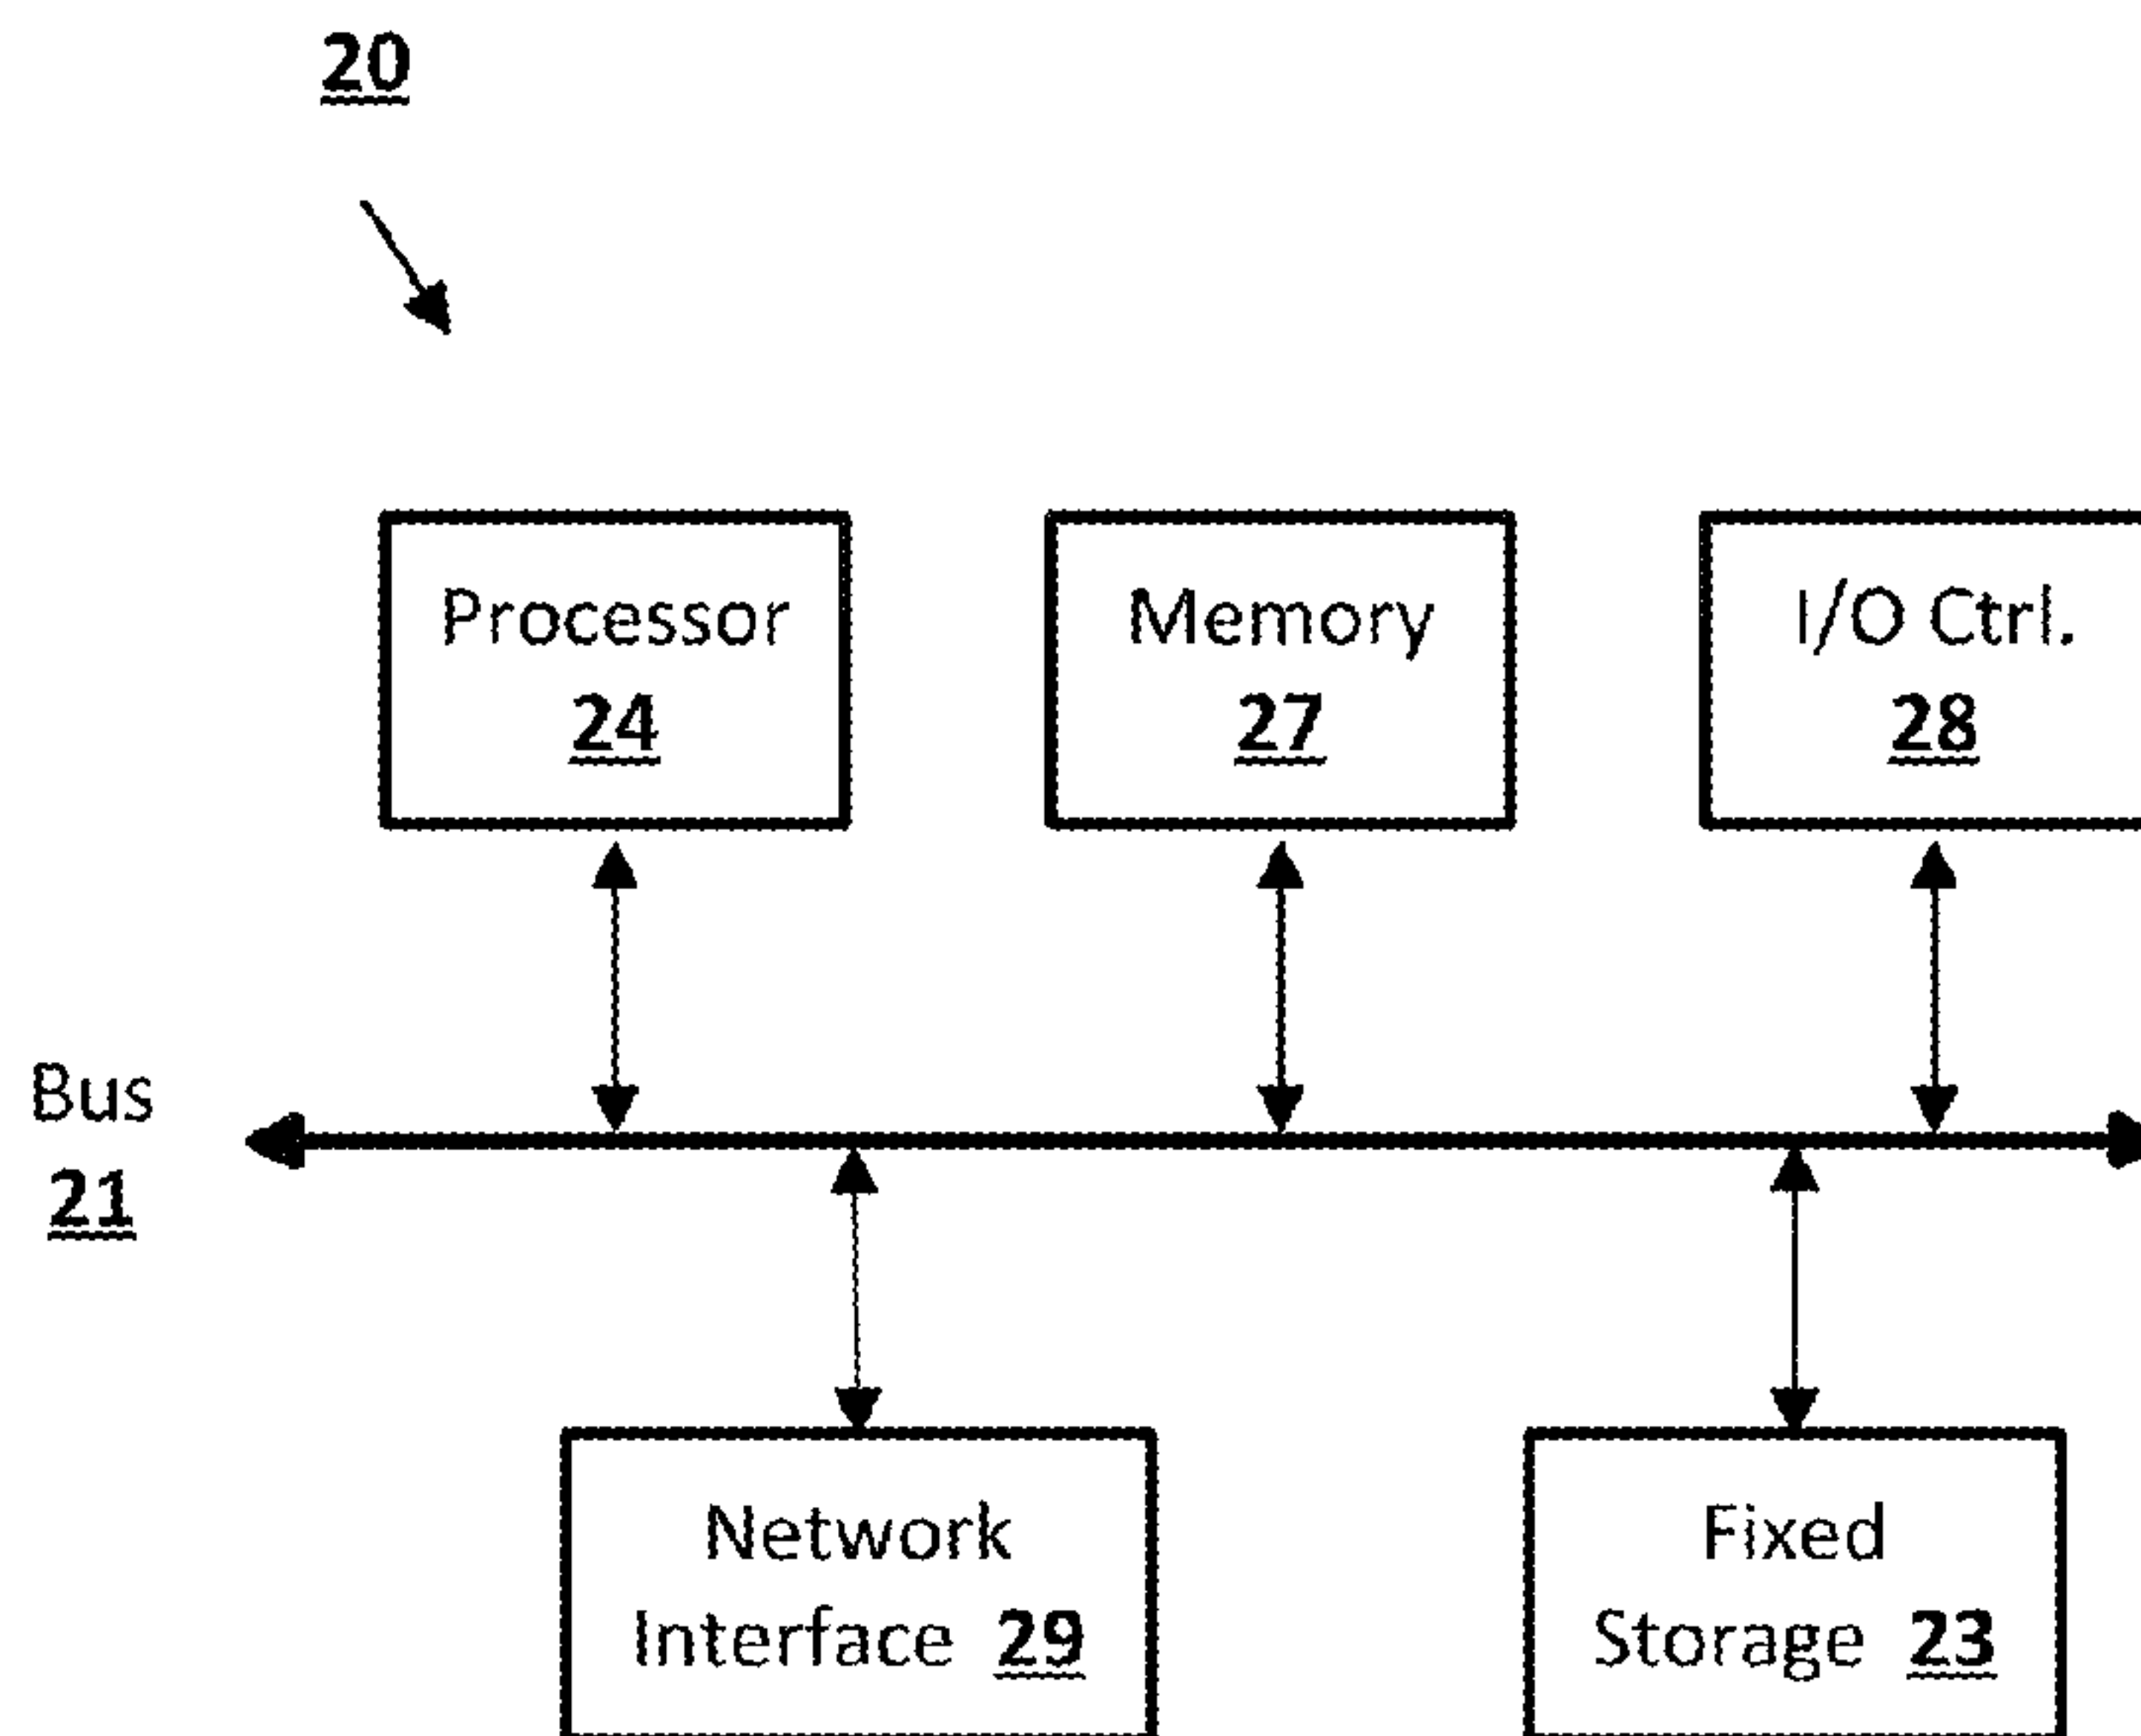 20
Processor
24
Memory
27
I/O Ctrl.
28
Bus
21
Network
Interface 29
Fixed
Storage 23